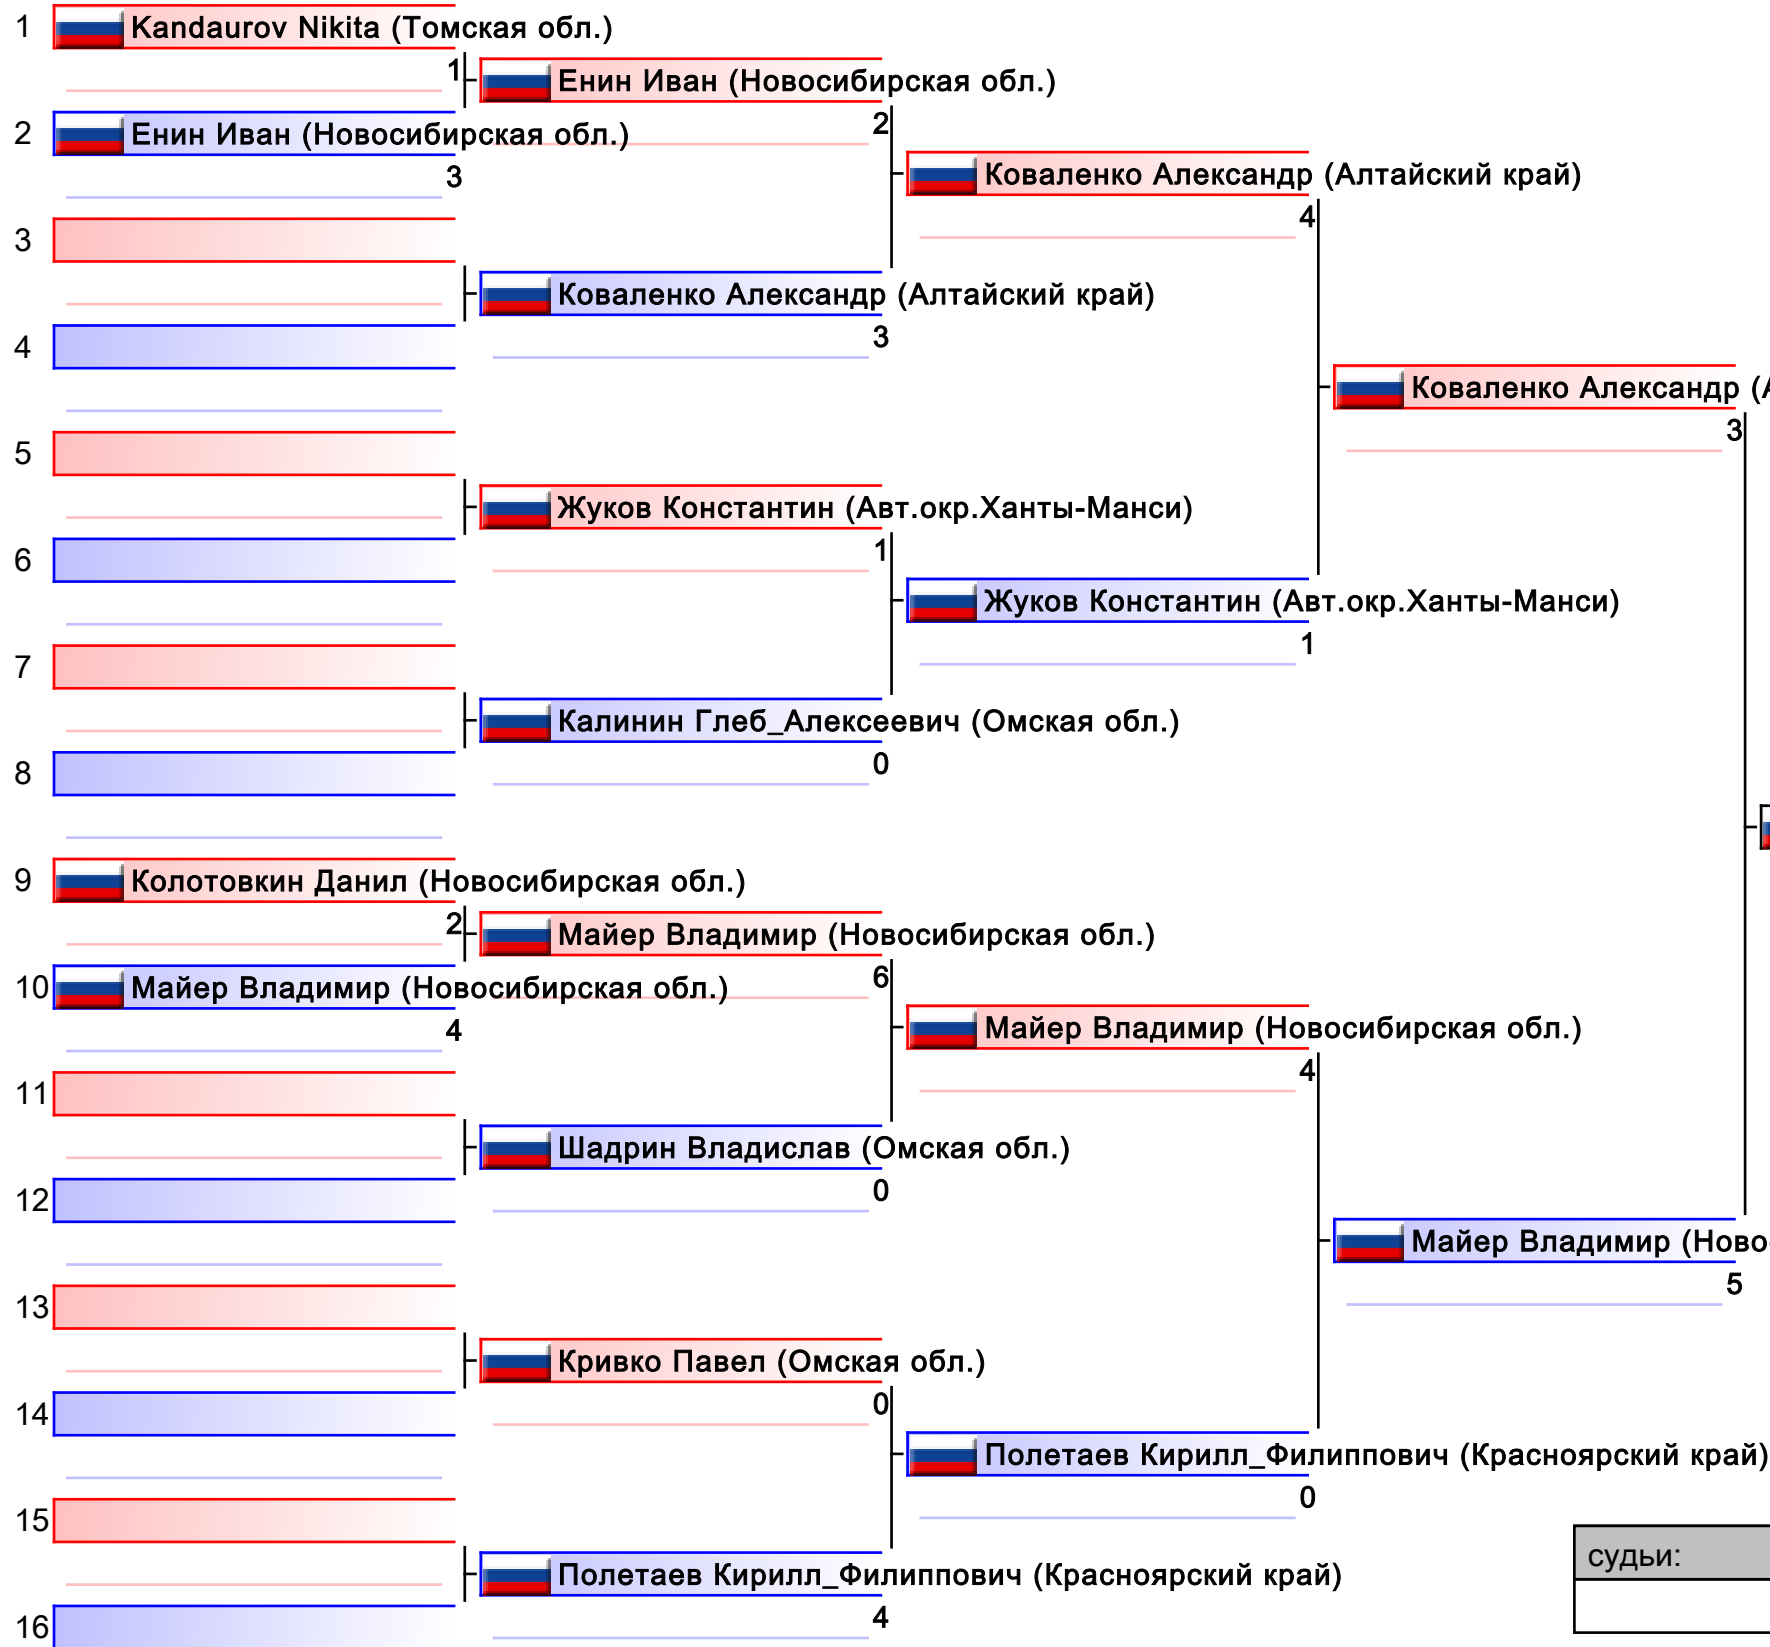 1 Kandaurov Nikita (Томская обл.)
1
Енин Иван (Новосибирская обл.)
2
2 Енин Иван (Новосибирская обл.)
3
Коваленко Александр (Алтайский край)
4
3
Коваленко Александр (Алтайский край)
3
4
Коваленко Александр (А
3
5
Жуков Константин (Авт.окр.Ханты-Манси)
1
6
Жуков Константин (Авт.окр.Ханты-Манси)
1
7
Калинин Глеб_Алексеевич (Омская обл.)
0
8
9 Колотовкин Данил (Новосибирская обл.)
2
Майер Владимир (Новосибирская обл.)
6
10 Майер Владимир (Новосибирская обл.)
4
Майер Владимир (Новосибирская обл.)
4
11
Шадрин Владислав (Омская обл.)
0
12
Майер Владимир (Ново
5
13
Кривко Павел (Омская обл.)
0
14
Полетаев Кирилл_Филиппович (Красноярский край)
0
15
Полетаев Кирилл_Филиппович (Красноярский край)
4
16
судьи: